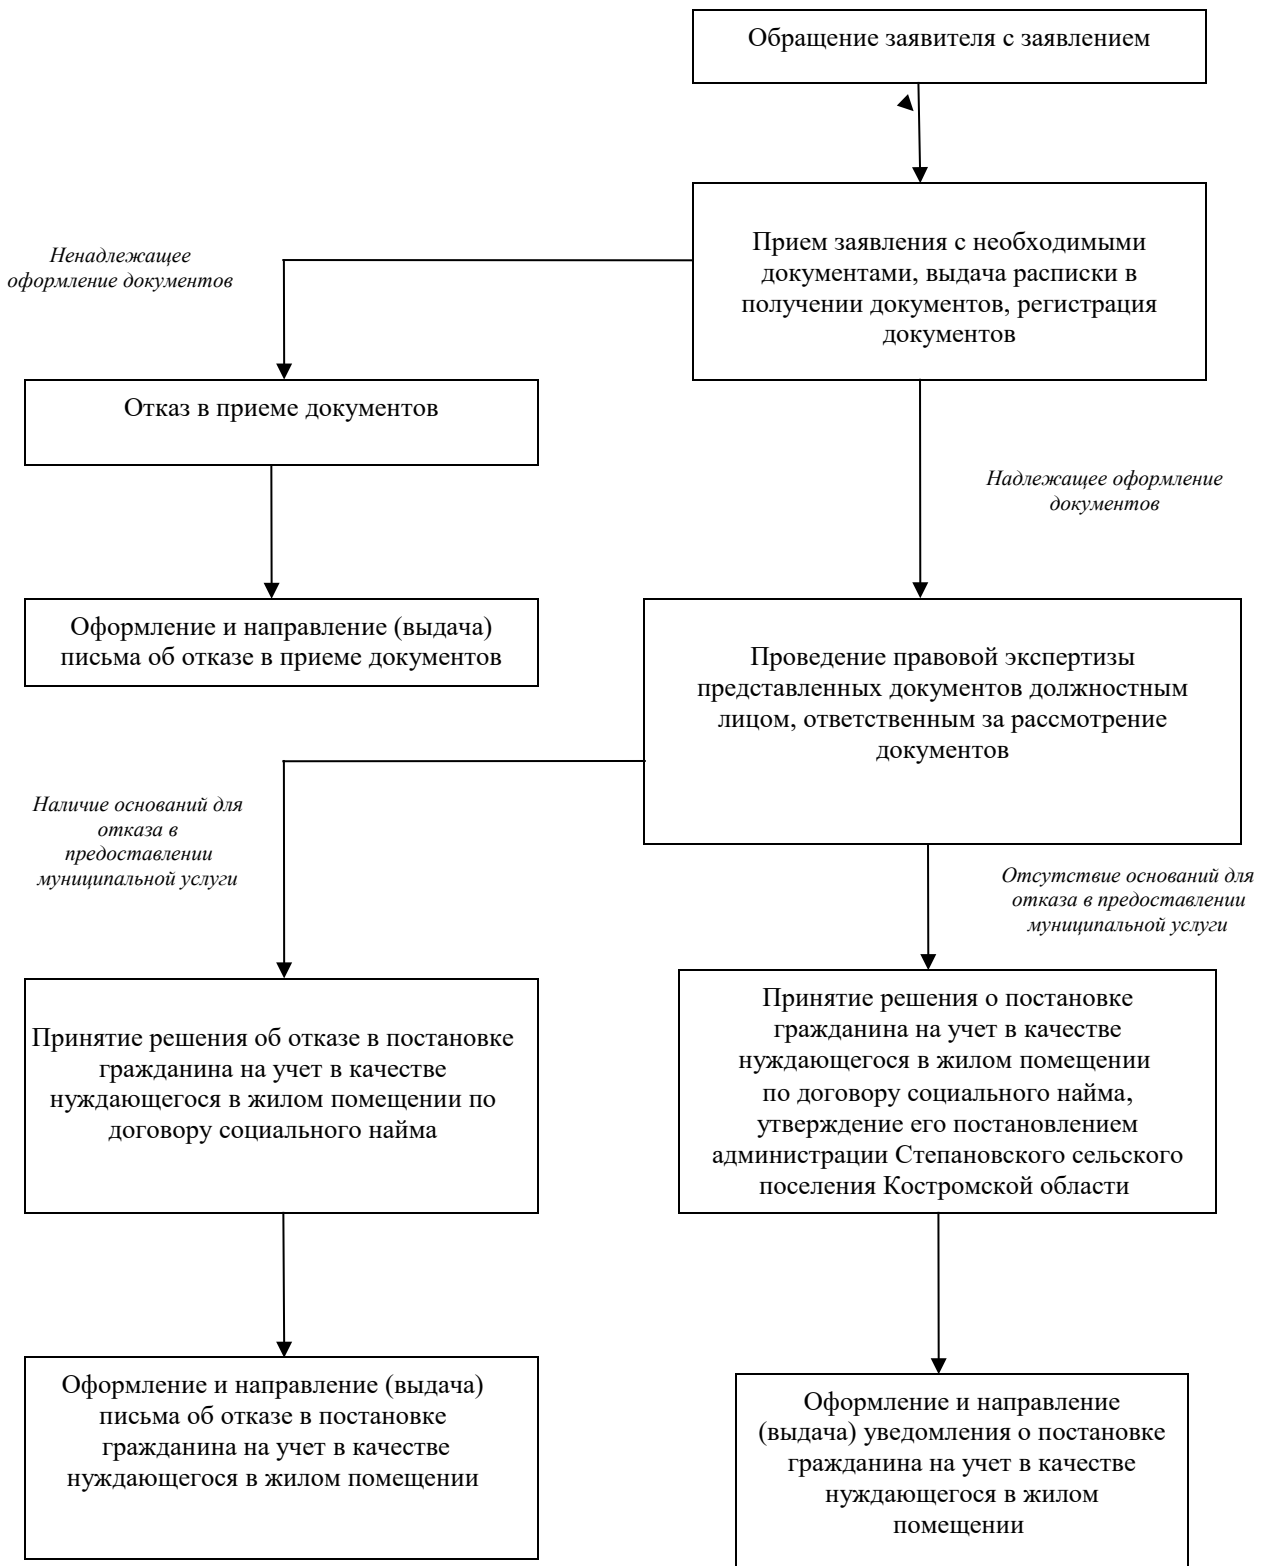 Обращение заявителя с заявлением
Прием заявления с необходимыми
документами, выдача расписки в
получении документов, регистрация
документов
Ненадлежащее
оформление документов
Отказ в приеме документов
Надлежащее оформление
документов
Оформление и направление (выдача)
письма об отказе в приеме документов
Проведение правовой экспертизы
представленных документов должностным
лицом, ответственным за рассмотрение
документов
Наличие оснований для
отказа в
предоставлении
муниципальной услуги
Отсутствие оснований для
отказа в предоставлении
муниципальной услуги
Принятие решения об отказе в постановке
гражданина на учет в качестве
нуждающегося в жилом помещении по
договору социального найма
Принятие решения о постановке
гражданина на учет в качестве
нуждающегося в жилом помещении
по договору социального найма,
утверждение его постановлением
администрации Степановского сельского
поселения Костромской области
Оформление и направление (выдача)
письма об отказе в постановке
гражданина на учет в качестве
нуждающегося в жилом помещении
Оформление и направление
(выдача) уведомления о постановке
гражданина на учет в качестве
нуждающегося в жилом
помещении